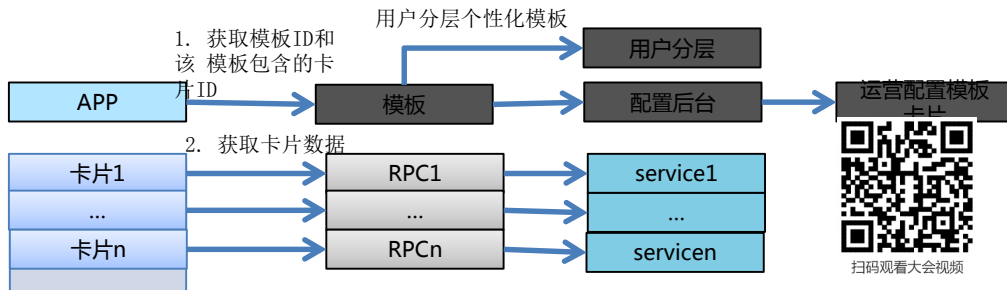 用户分层个性化模板
1. 获取模板ID和
该 模板包含的卡
片ID
用户分层
APP
模板
配置后台
运营配置模板
卡片
2. 获取卡片数据
卡片1
RPC1
service1
...
...
...
卡片n
RPCn
servicen
扫码观看大会视频